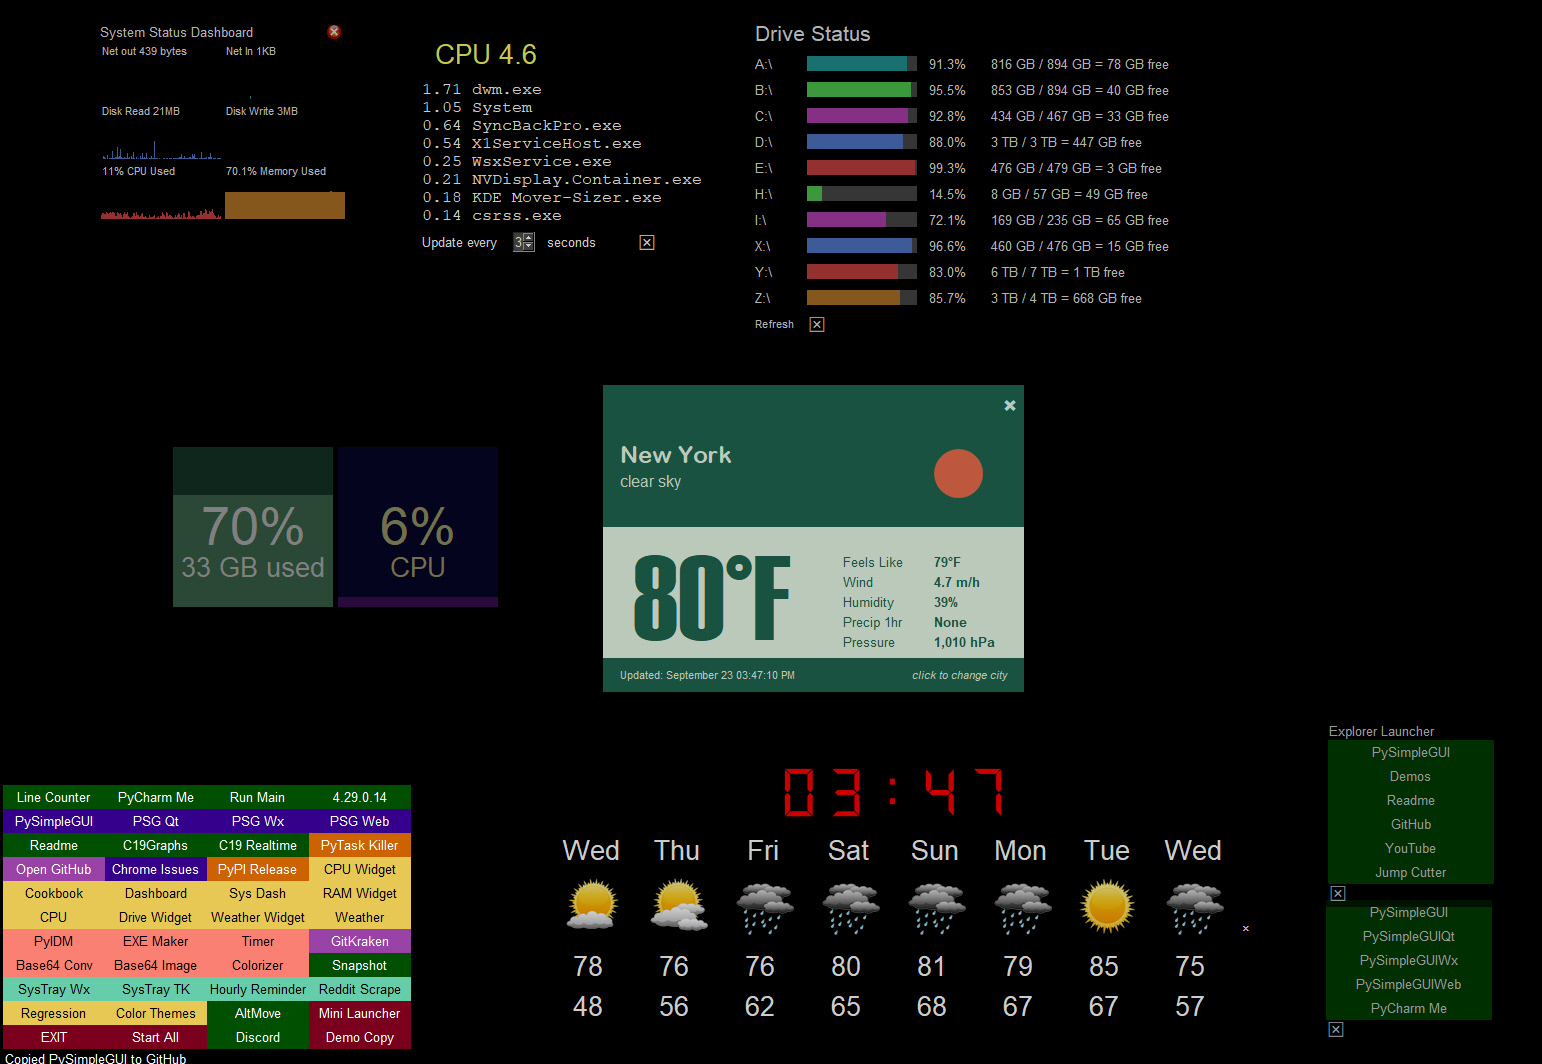 System Status Dashboard
Net out 439 bytes Net In 1KB
Disk Read 21MB Disk Write 3MB
11% CPU Used 70.1% Memory Used
CPU 4.6
1.71 dwm.exe
1.05 System
0.64 SyncBackPro.exe
0.54 X1ServiceHost.exe
0.25 WsxService.exe
0.21 NVDisplay.Container.exe
0.18 KDE Mover-Sizer.exe
0.14 csrss.exe
Update every 3 seconds
Drive Status
A:\ 91.3% 816 GB / 894 GB = 78 GB free
B:\ 95.5% 853 GB / 894 GB = 40 GB free
C:\ 92.8% 434 GB / 467 GB = 33 GB free
D:\ 88.0% 3 TB / 3 TB = 447 GB free
E:\ 99.3% 476 GB / 479 GB = 3 GB free
H:\ 14.5% 8 GB / 57 GB = 49 GB free
I:\ 72.1% 169 GB / 235 GB = 65 GB free
X:\ 96.6% 460 GB / 476 GB = 15 GB free
Y:\ 83.0% 6 TB / 7 TB = 1 TB free
Z:\ 85.7% 3 TB / 4 TB = 668 GB free
Refresh
70%
33 GB used
6%
CPU
New York
clear sky
80°F
Feels Like 79°F
Wind 4.7 m/h
Humidity 39%
Precip 1hr None
Pressure 1,010 hPa
Updated: September 23 03:47:10 PM click to change city
Line Counter PyCharm Me Run Main 4.29.0.14
PySimpleGUI PSG Qt PSG Wx PSG Web
Readme C19Graphs C19 Realtime PyTask Killer
Open GitHub Chrome Issues PyPI Release CPU Widget
Cookbook Dashboard Sys Dash RAM Widget
CPU Drive Widget Weather Widget Weather
PyIDM EXE Maker Timer GitKraken
Base64 Conv Base64 Image Colorizer Snapshot
SysTray Wx SysTray TK Hourly Reminder Reddit Scrape
Regression Color Themes AltMove Mini Launcher
EXIT Start All Discord Demo Copy
Copied PySimpleGUI to GitHub
03:47
Wed Thu Fri Sat Sun Mon Tue Wed
78 76 76 80 81 79 85 75
48 56 62 65 68 67 67 57
Explorer Launcher
PySimpleGUI
Demos
Readme
GitHub
YouTube
Jump Cutter
PySimpleGUI
PySimpleGUIQt
PySimpleGUIWx
PySimpleGUIWeb
PyCharm Me